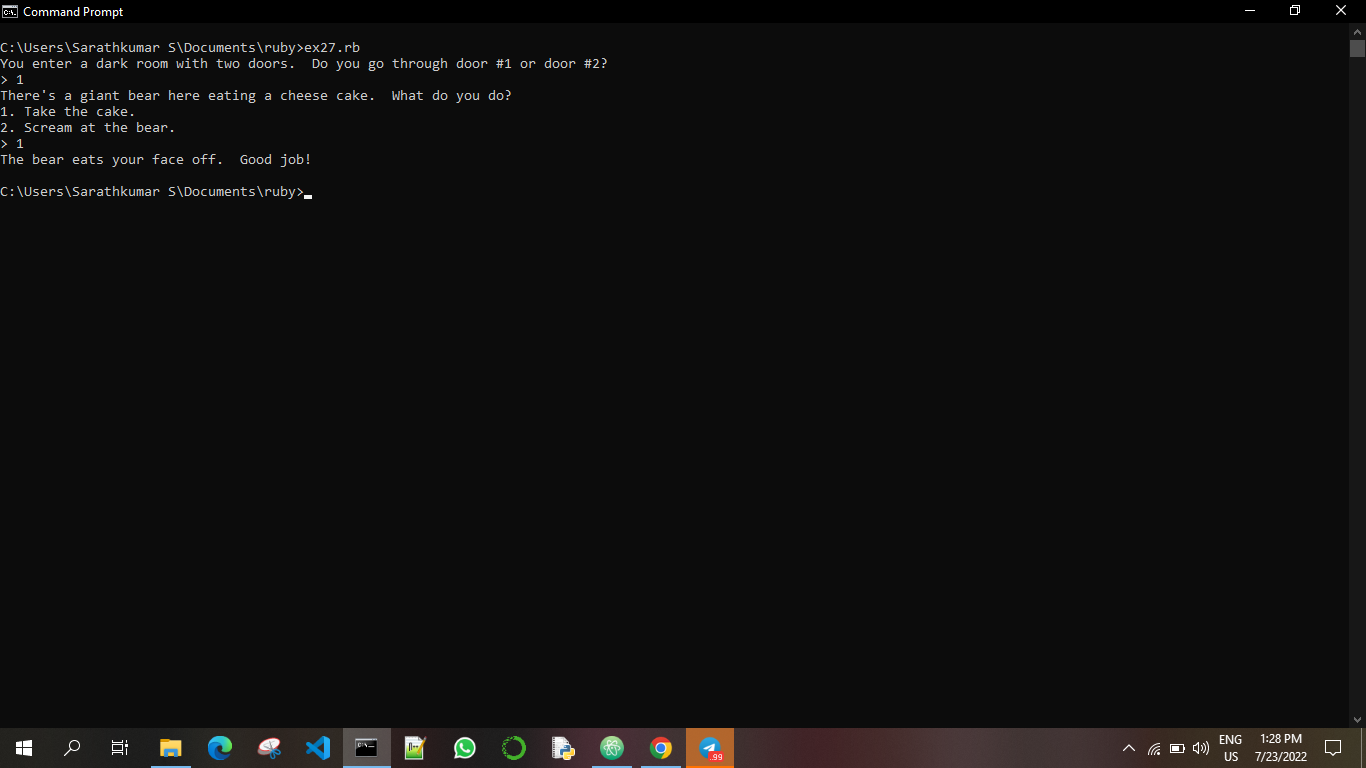 Command Prompt
C:\Users\Sarathkumar S\Documents\ruby>ex27.rb
You enter a dark room with two doors.  Do you go through door #1 or door #2?
> 1
There's a giant bear here eating a cheese cake.  What do you do?
1. Take the cake.
2. Scream at the bear.
> 1
The bear eats your face off.  Good job!
C:\Users\Sarathkumar S\Documents\ruby>
ENG
US
1:28 PM
7/23/2022
.99